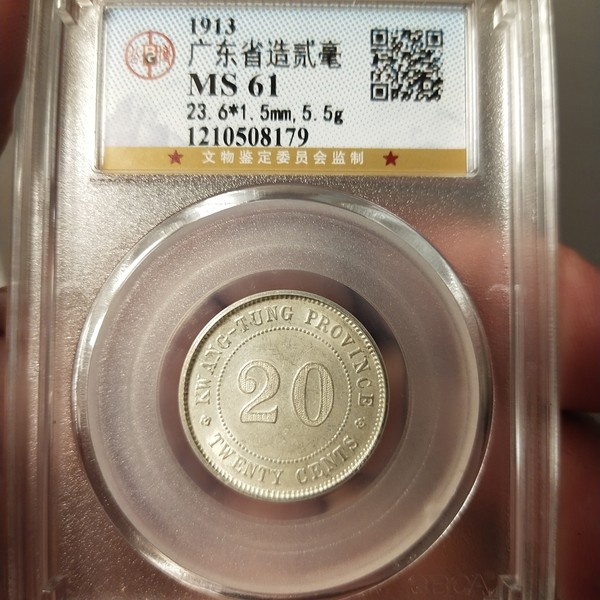 1913
广东省造贰毫
MS 61
23.6*1.5mm,5.5g
1210508179
★ 文物鉴定委员会监制 ★
KWANG-TUNG PROVINCE
20
TWENTY CENTS